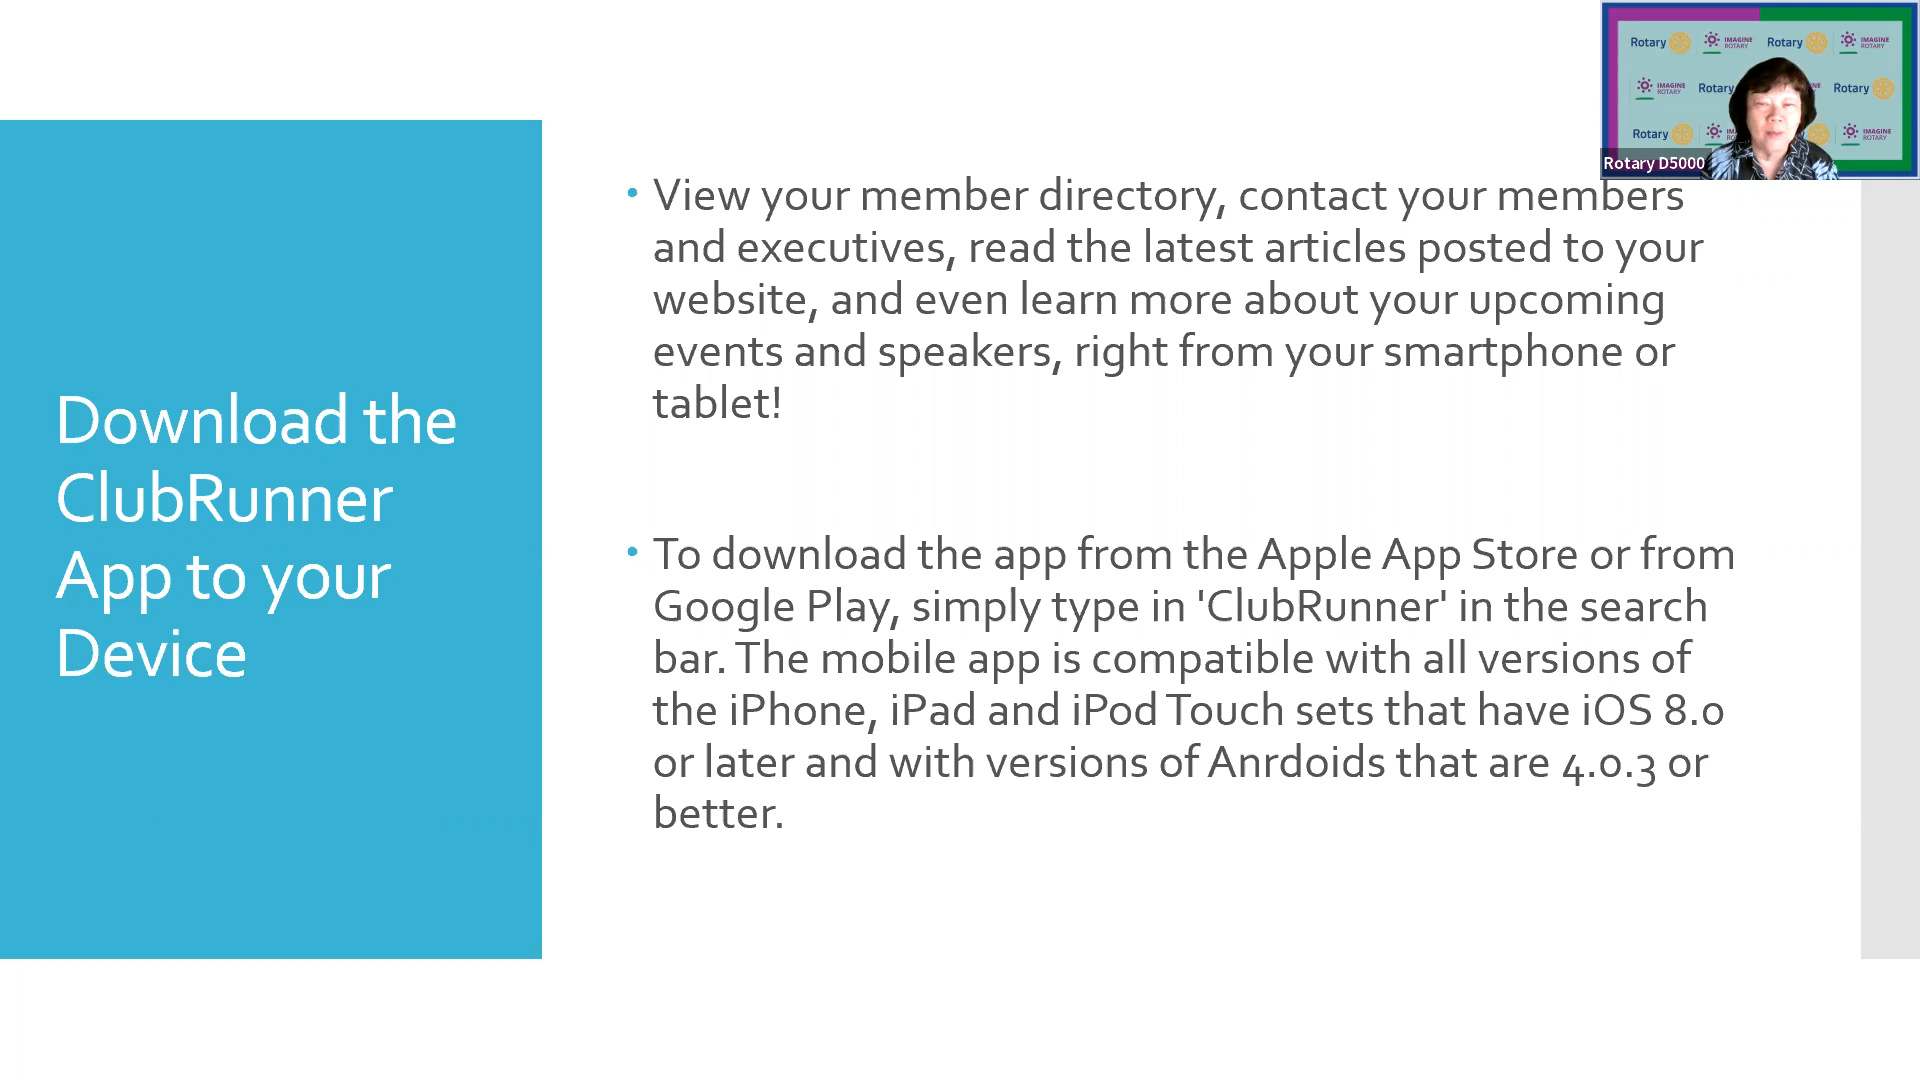 Download the
ClubRunner
App to your
Device
• View your member directory, contact your members
and executives, read the latest articles posted to your
website, and even learn more about your upcoming
events and speakers, right from your smartphone or
tablet!
• To download the app from the Apple App Store or from
Google Play, simply type in 'ClubRunner' in the search
bar. The mobile app is compatible with all versions of
the iPhone, iPad and iPod Touch sets that have iOS 8.0
or later and with versions of Anrdoids that are 4.0.3 or
better.
Rotary IMAGINE ROTARY Rotary IMAGINE ROTARY
IMAGINE ROTARY Rotary Rotary
Rotary IMAGINE ROTARY
Rotary D5000